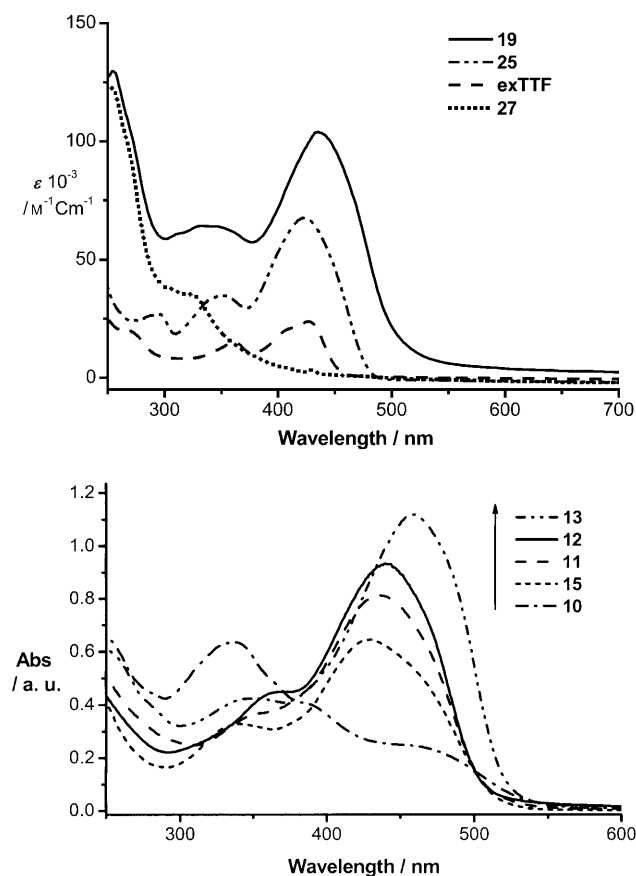 150
100
50
0
ε 10⁻³
/ M⁻¹Cm⁻¹
19
25
exTTF
27
300 400 500 600 700
Wavelength / nm
1.2
1.0
0.8
0.6
0.4
0.2
0.0
Abs
/ a. u.
13
12
11
15
10
300 400 500 600
Wavelength / nm